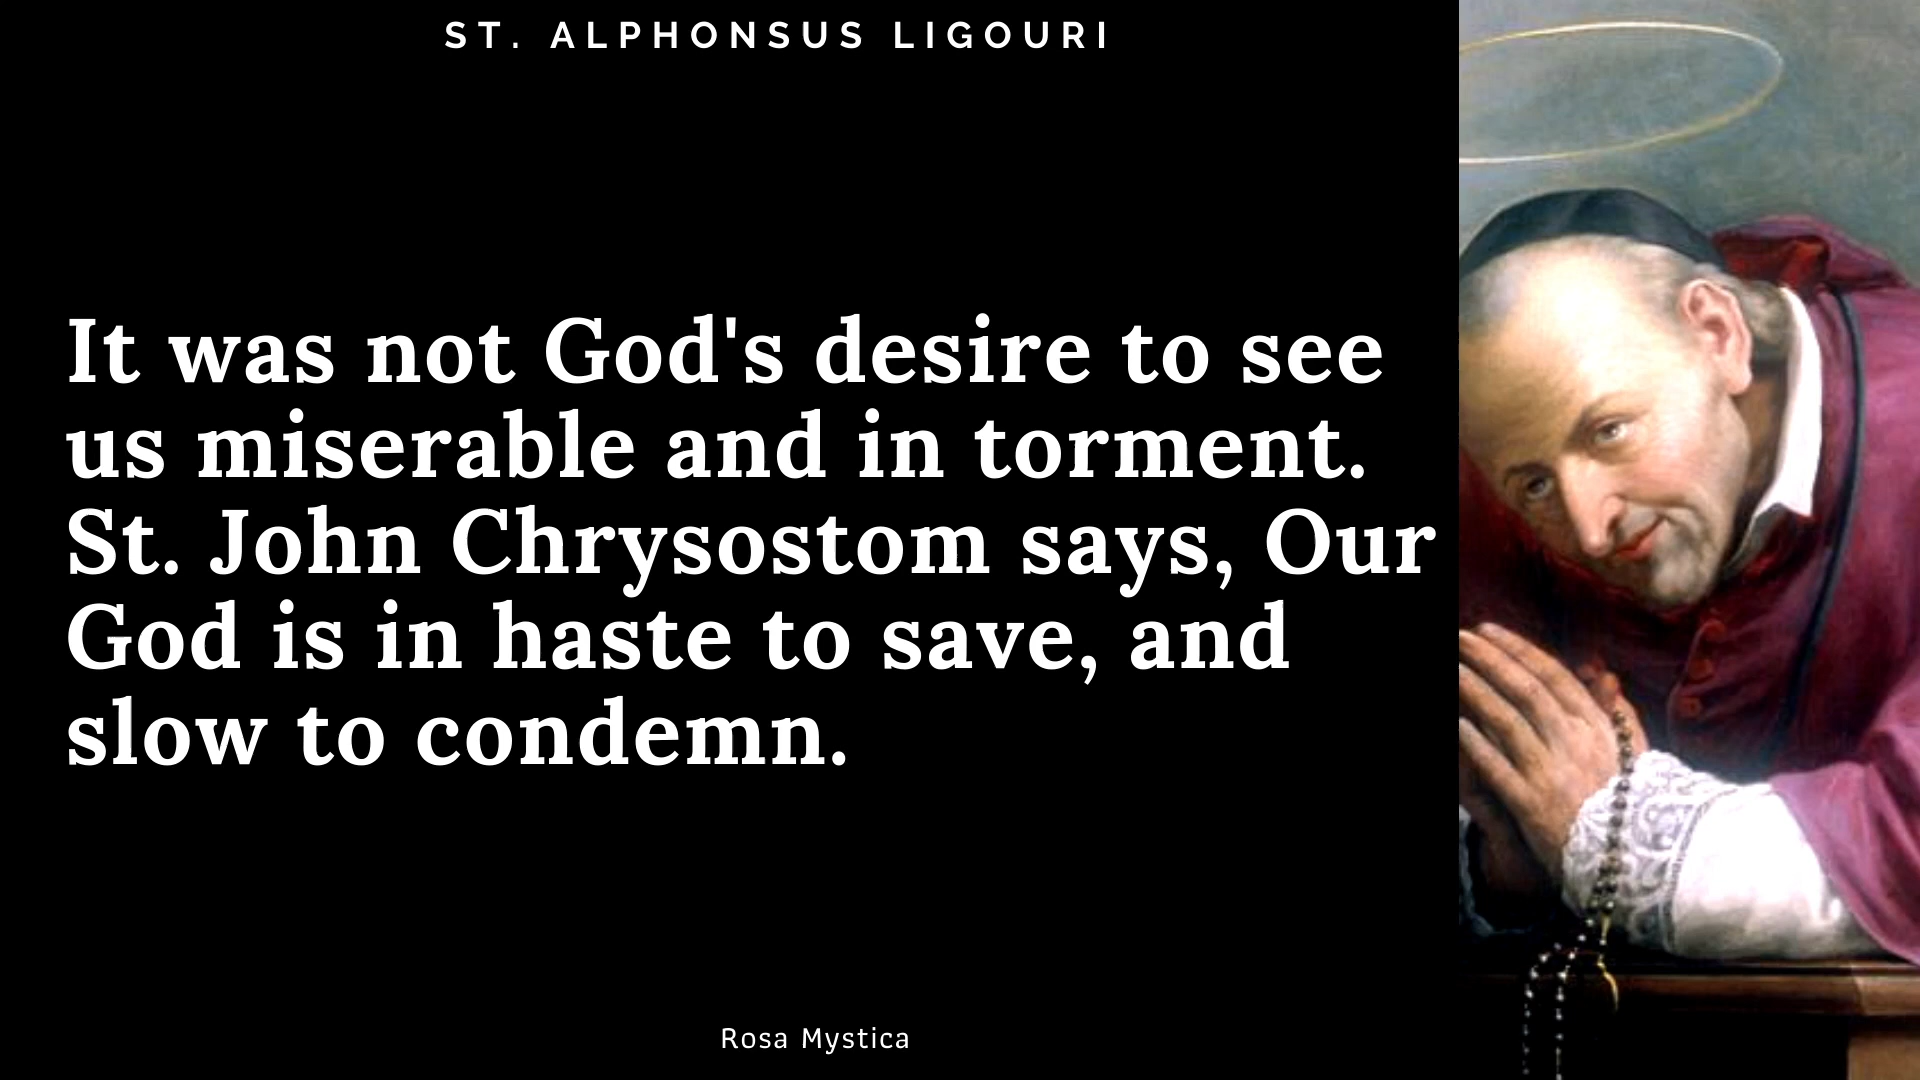 ST. ALPHONSUS LIGOURI
It was not God's desire to see
us miserable and in torment.
St. John Chrysostom says, Our
God is in haste to save, and
slow to condemn.
Rosa Mystica